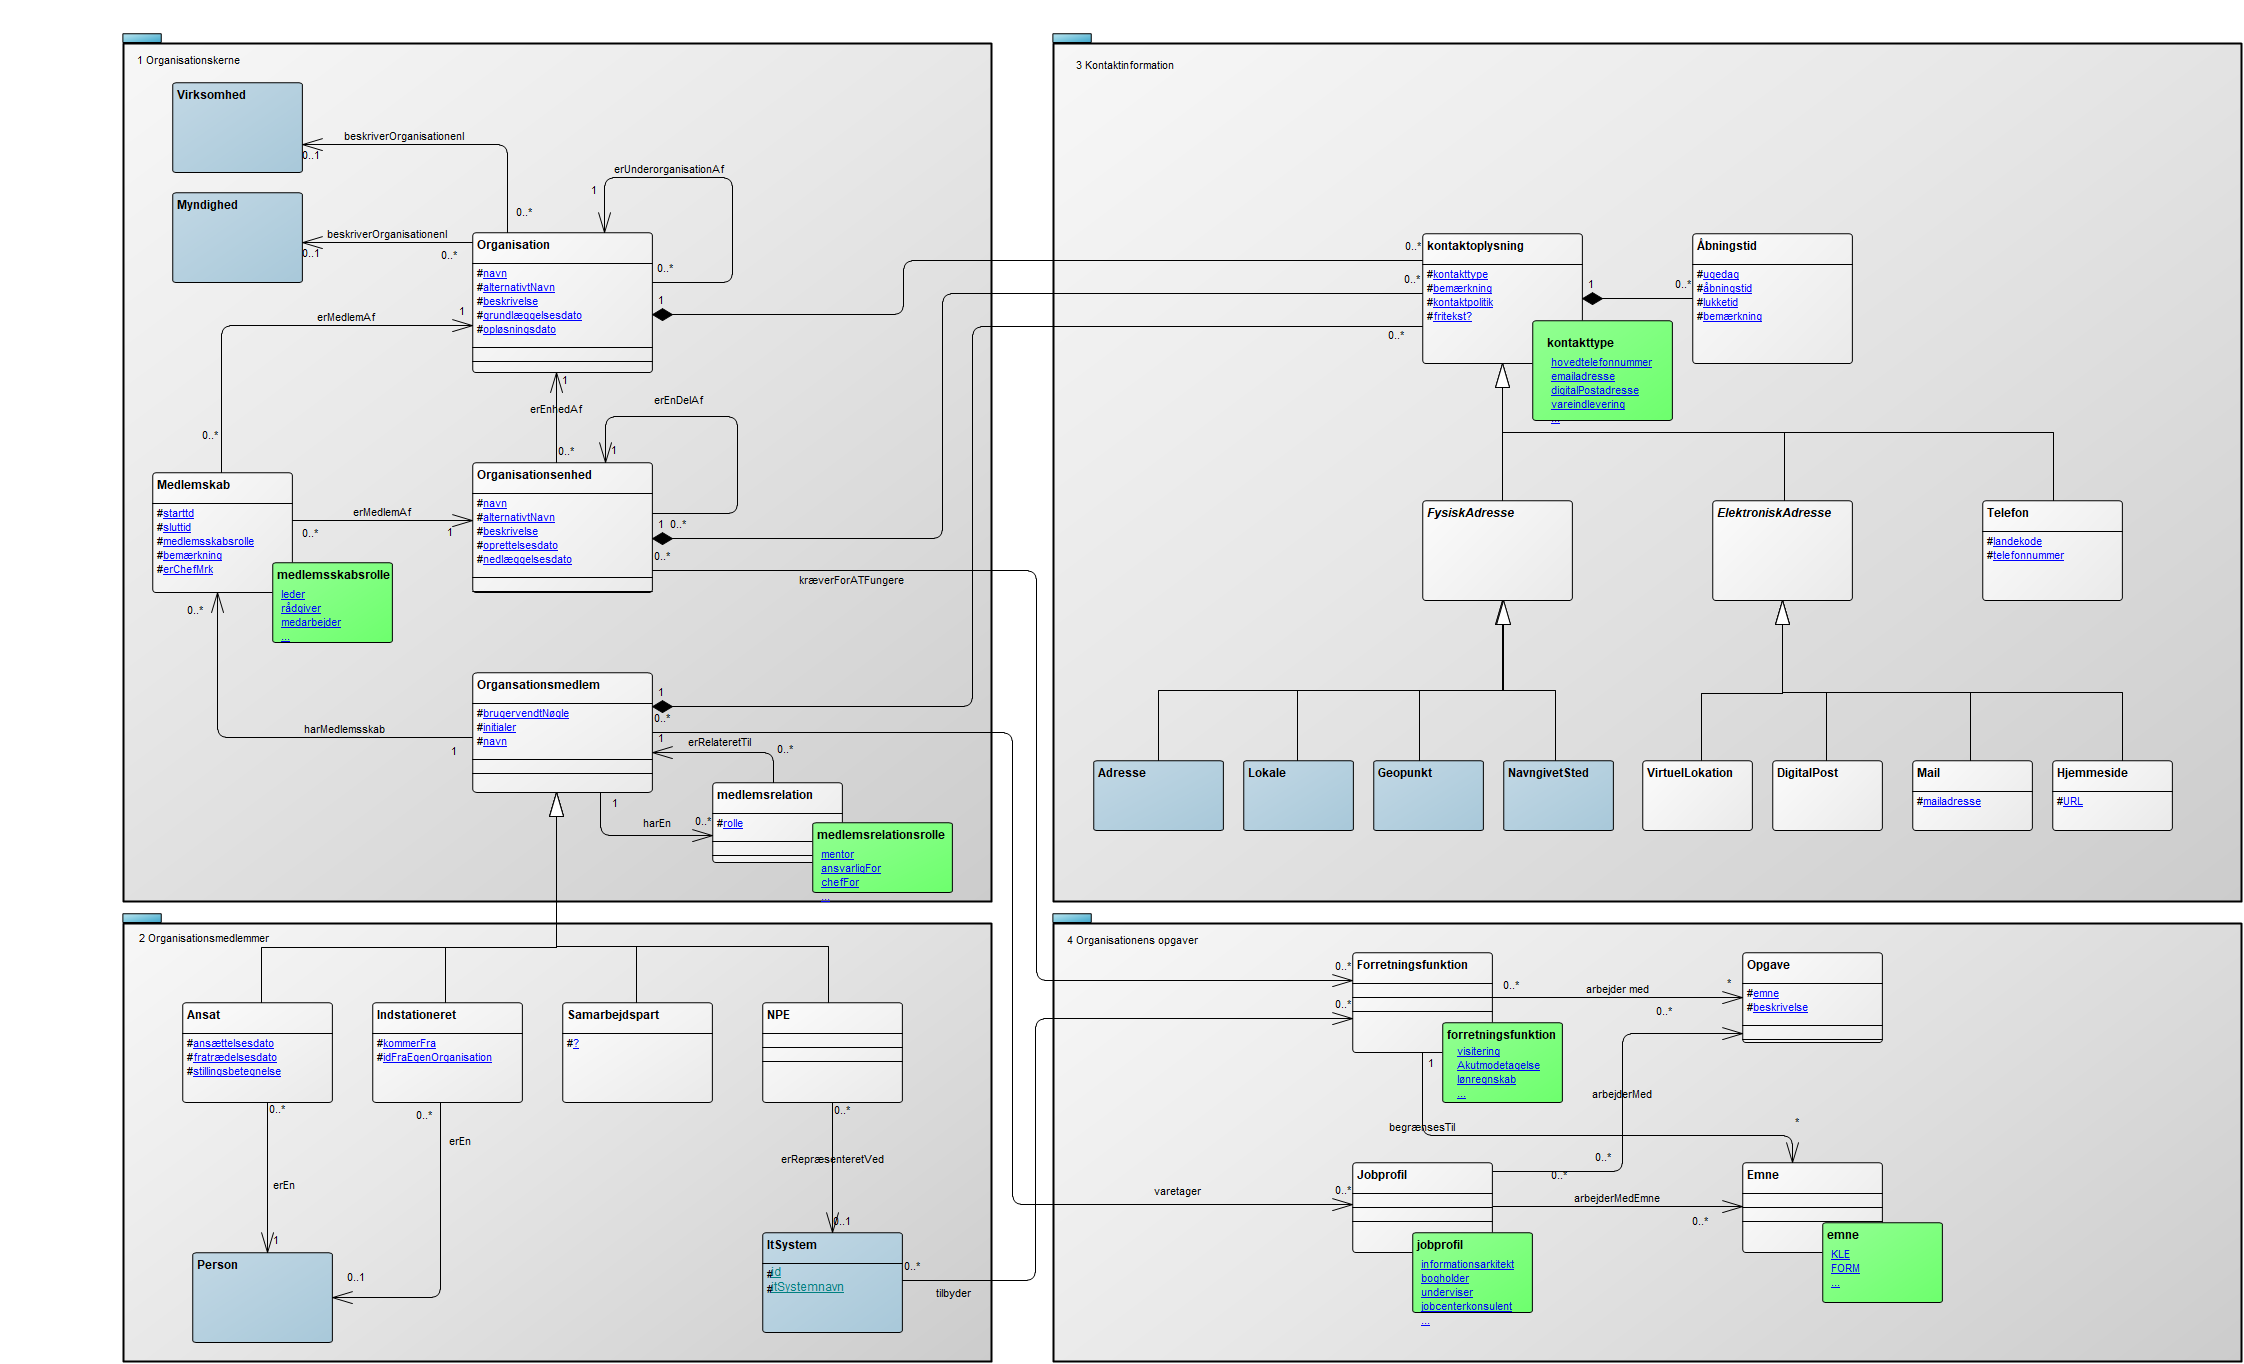 1 Organisationskerne
Virksomhed
beskriverOrganisationenI
0..1
0..*
Myndighed
beskriverOrganisationenI
0..1
0..*
erUnderorganisationAf
1
0..*
Organisation
#navn
#alternativtNavn
#beskrivelse
#grundlæggelsesdato
#opløsningsdato
1
erMedlemAf
1
0..*
1
erEnhedAf
0..*
erEnDelAf
1
Organisationsenhed
#navn
#alternativtNavn
#beskrivelse
#oprettelsesdato
#nedlæggelsesdato
1 0..*
0..*
kræverForATFungere
Medlemskab
#starttd
#sluttid
#medlemsskabsrolle
#bemærkning
#erChefMrk
erMedlemAf
0..*
1
medlemsskabsrolle
leder
rådgiver
medarbejder
...
0..*
harMedlemsskab
1
Organsationsmedlem
#brugervendtNøgle
#initialer
#navn
1
0..*
1
erRelateretTil
0..*
1
harEn
0..*
medlemsrelation
#rolle
medlemsrelationsrolle
mentor
ansvarligFor
chefFor
...
2 Organisationsmedlemmer
Ansat
#ansættelsesdato
#fratrædelsesdato
#stillingsbetegnelse
Indstationeret
#kommerFra
#idFraEgenOrganisation
Samarbejdspart
#?
NPE
0..*
erEn
1
0..*
erEn
0..1
Person
0..*
erRepræsenteretVed
0..1
ItSystem
#id
#itSystemnavn
0..*
tilbyder
3 Kontaktinformation
0..*
0..*
0..*
kontaktoplysning
#kontakttype
#bemærkning
#kontaktpolitik
#fritekst?
1
0..*
Åbningstid
#ugedag
#åbningstid
#lukketid
#bemærkning
kontakttype
hovedtelefonnummer
emailadresse
digitalPostadresse
vareindlevering
...
FysiskAdresse
ElektroniskAdresse
Telefon
#landekode
#telefonnummer
Adresse
Lokale
Geopunkt
NavngivetSted
VirtuelLokation
DigitalPost
Mail
#mailadresse
Hjemmeside
#URL
4 Organisationens opgaver
0..*
0..*
Forretningsfunktion
0..*
arbejder med
*
0..*
Opgave
#emne
#beskrivelse
forretningsfunktion
visitering
Akutmodetagelse
lønregnskab
...
1
begrænsesTil
*
arbejderMed
0..*
0..*
varetager
0..*
Jobprofil
arbejderMedEmne
0..*
jobprofil
informationsarkitekt
bogholder
underviser
jobcenterkonsulent
...
Emne
emne
KLE
FORM
...